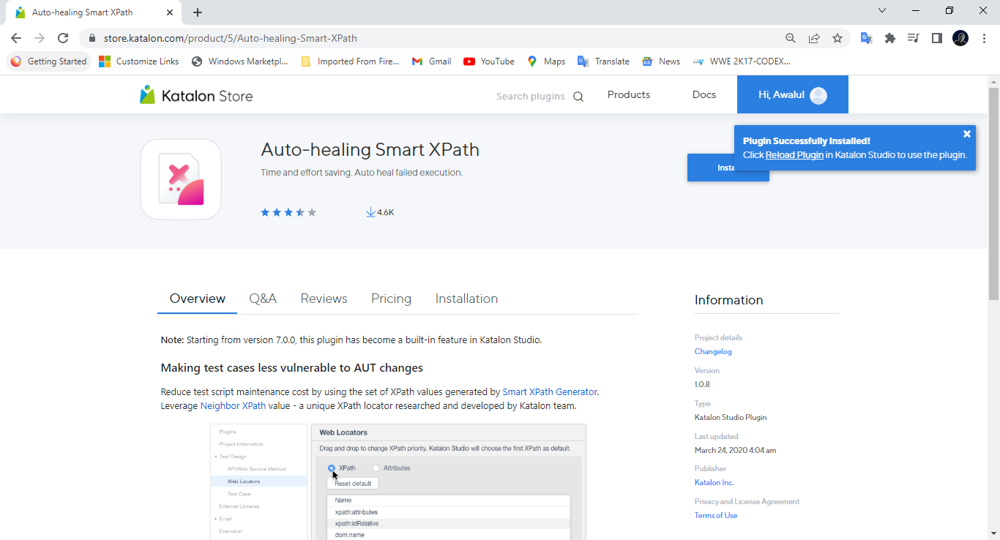 Auto-healing Smart XPath
store.katalon.com/product/5/Auto-healing-Smart-XPath
Getting Started
Customize Links
Windows Marketpl...
Imported From Fire...
Gmail
YouTube
Maps
Translate
News
WWE 2K17-CODEX...
Katalon Store
Search plugins
Products
Docs
Hi, Awalul
Plugin Successfully Installed!
Click Reload Plugin in Katalon Studio to use the plugin.
Auto-healing Smart XPath
Time and effort saving. Auto heal failed execution.
Insta
4.6K
Overview
Q&A
Reviews
Pricing
Installation
Note: Starting from version 7.0.0, this plugin has become a built-in feature in Katalon Studio.
Making test cases less vulnerable to AUT changes
Reduce test script maintenance cost by using the set of XPath values generated by Smart XPath Generator.
Leverage Neighbor XPath value - a unique XPath locator researched and developed by Katalon team.
Plugins
Project Information
Test Design
API/Web Service Method
Web Locators
Test Case
External Libraries
Email
Execution
Web Locators
Drag and drop to change XPath priority. Katalon Studio will choose the first XPath as default.
XPath
Attributes
Reset default
Name
xpath:attributes
xpath:idRelative
dom:name
Information
Project details
Changelog
Version
1.0.8
Type
Katalon Studio Plugin
Last updated
March 24, 2020 4:04 am
Publisher
Katalon Inc.
Privacy and License Agreement
Terms of Use